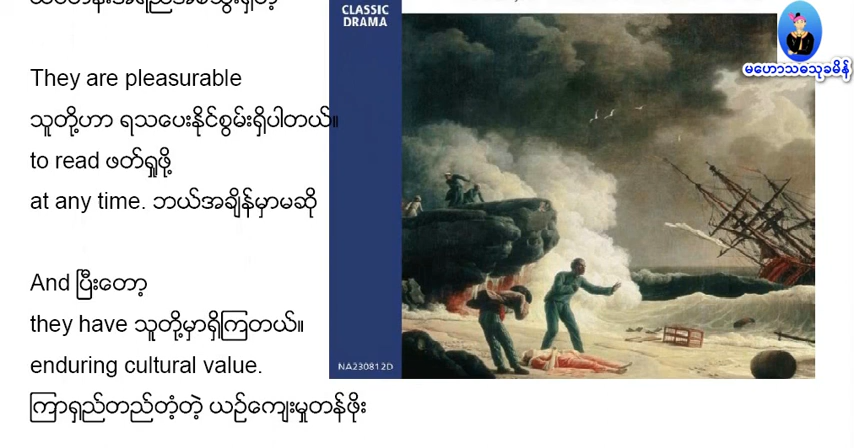 They are pleasurable
သူတို့ဟာ ရသပေးနိုင်စွမ်းရှိပါတယ်။
to read ဖတ်ရှုဖို့
at any time. ဘယ်အချိန်မှာမဆို
And ပြီးတော့
they have သူတို့မှာရှိကြတယ်။
enduring cultural value.
ကြာရှည်တည်တံ့တဲ့ ယဉ်ကျေးမှုတန်ဖိုး
CLASSIC
DRAMA
NA230812D
မဟောသဓသုခမိန်